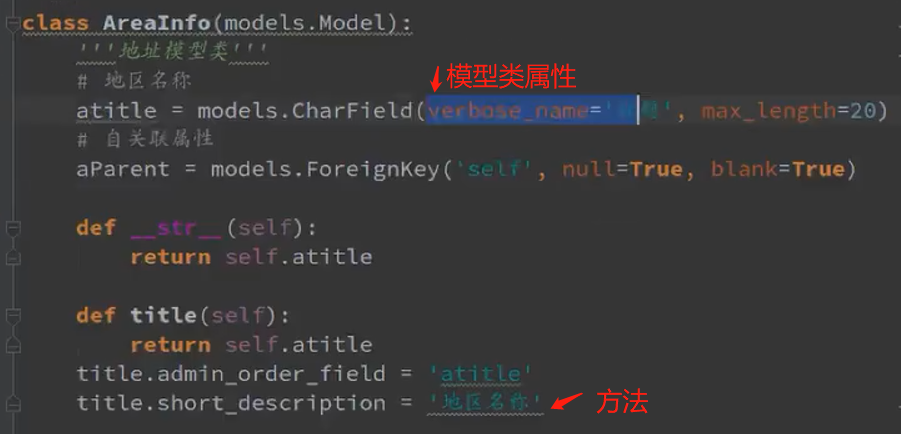 class AreaInfo(models.Model):
'''地址模型类'''
# 地区名称
模型类属性
atitle = models.CharField(verbose_name='标题', max_length=20)
# 自关联属性
aParent = models.ForeignKey('self', null=True, blank=True)
def __str__(self):
return self.atitle
def title(self):
return self.atitle
title.admin_order_field = 'atitle'
title.short_description = '地区名称' 方法